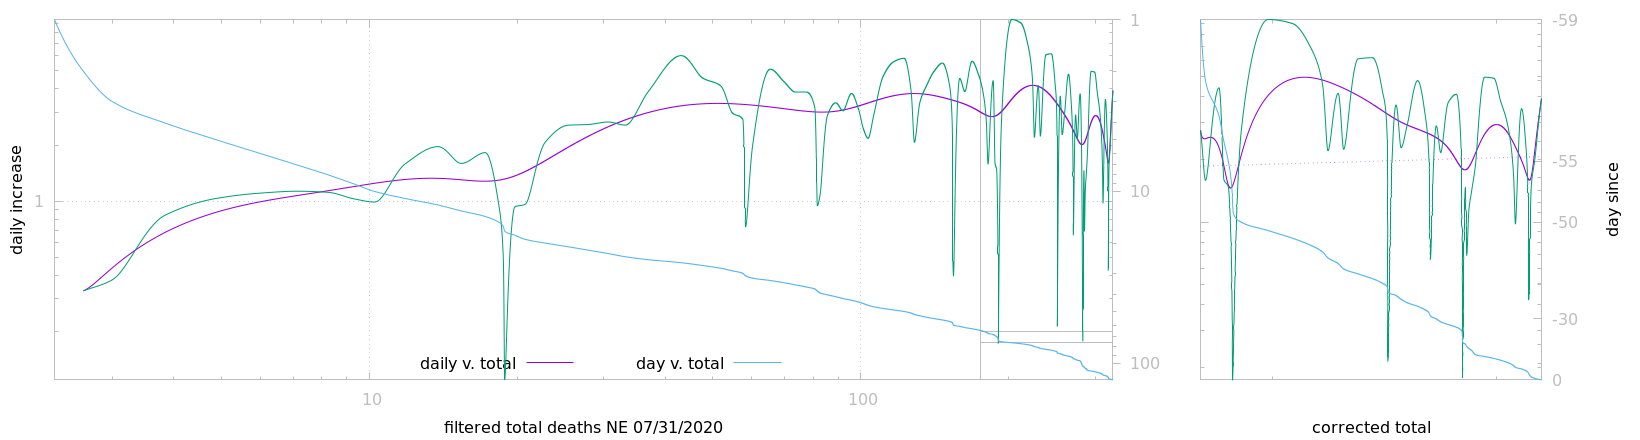 daily increase
1
daily v. total
day v. total
10
100
filtered total deaths NE 07/31/2020
1
10
100
-59
-55
-50
-30
0
day since
corrected total